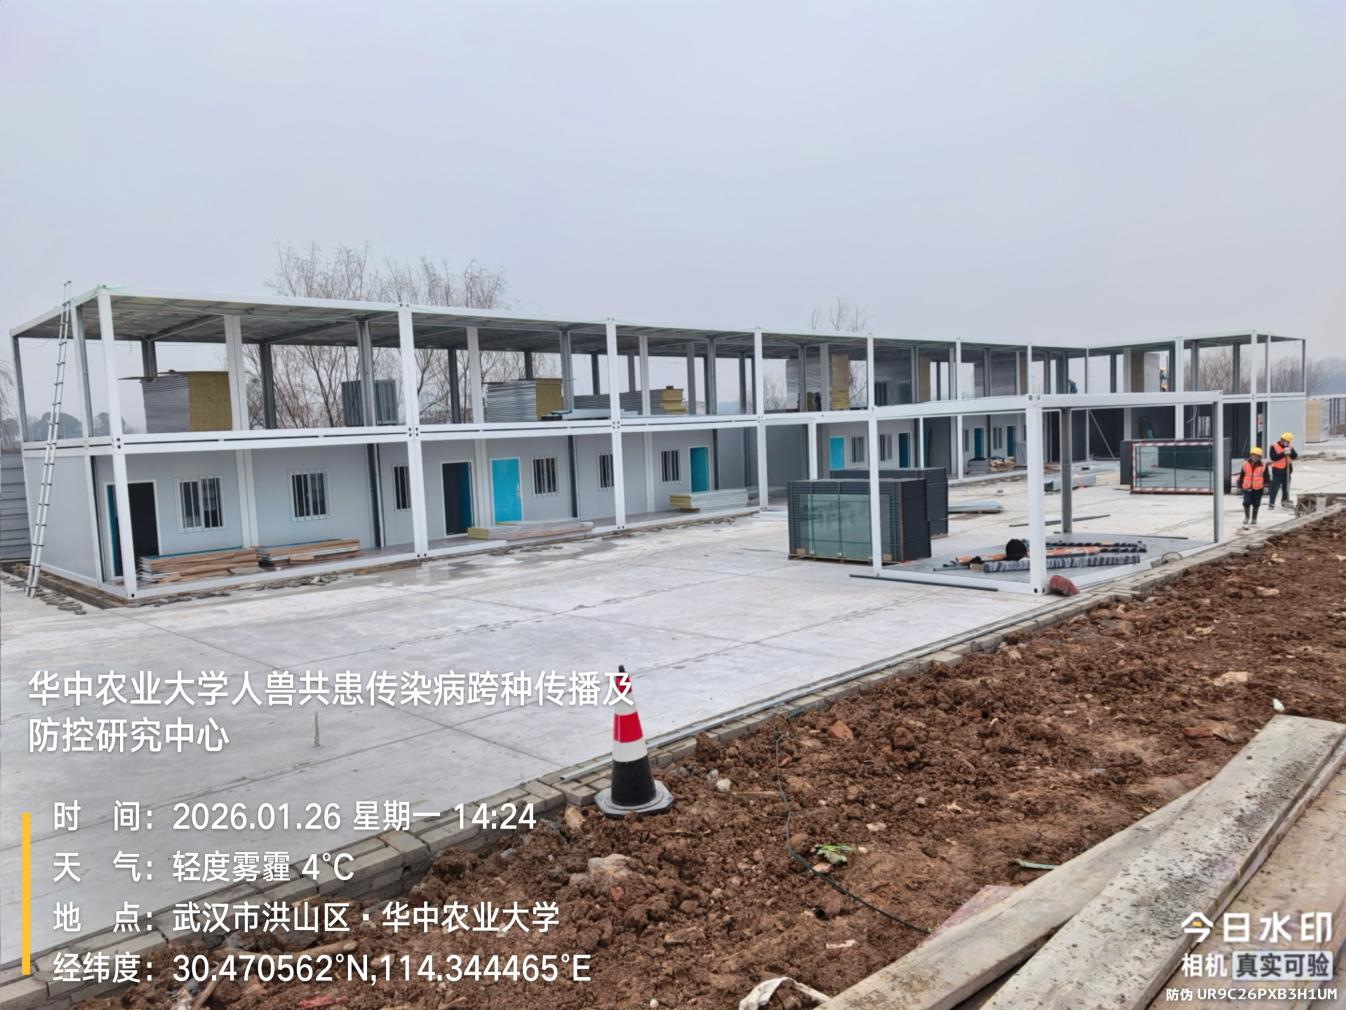 华中农业大学人兽共患传染病跨种传播及
防控研究中心
时 间：2026.01.26 星期一 14:24
天 气：轻度雾霾 4℃
地 点：武汉市洪山区·华中农业大学
经纬度：30.470562°N,114.344465°E
今日水印
相机 真实可验
防伪 UR9C26PXB3H1UM